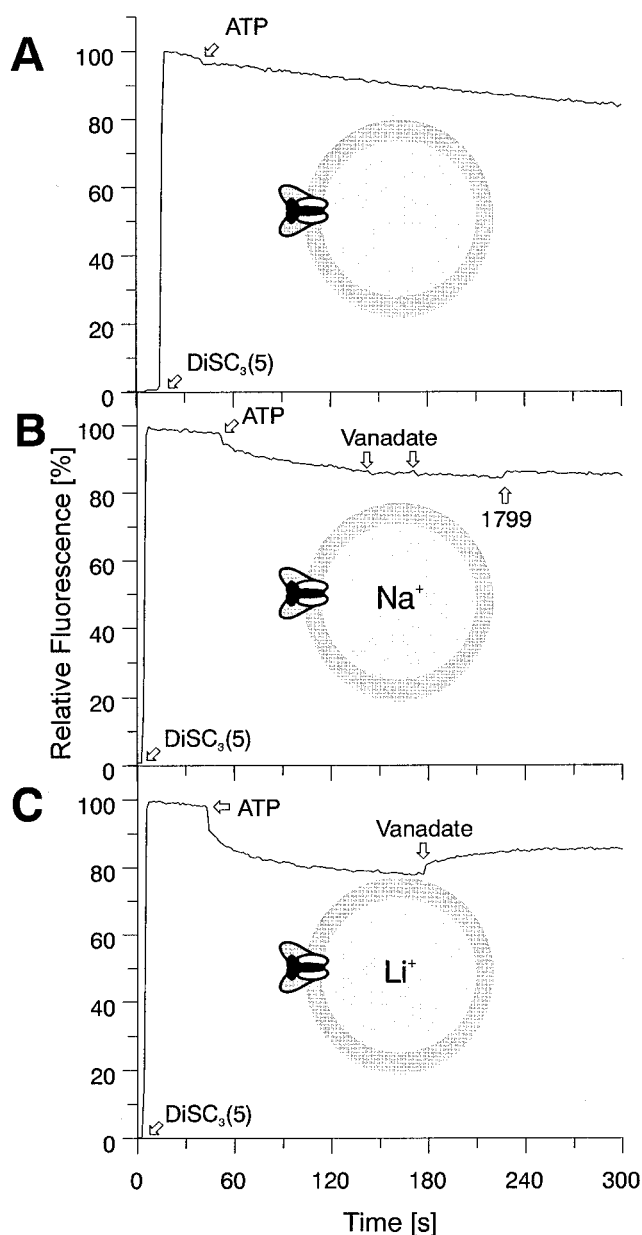 A
ATP
100
80
60
40
20
0
DiSC₃(5)
B
ATP
Vanadate
1799
100
80
60
40
20
0
Na⁺
DiSC₃(5)
Relative Fluorescence [%]
C
ATP
Vanadate
100
80
60
40
20
0
Li⁺
DiSC₃(5)
0 60 120 180 240 300
Time [s]